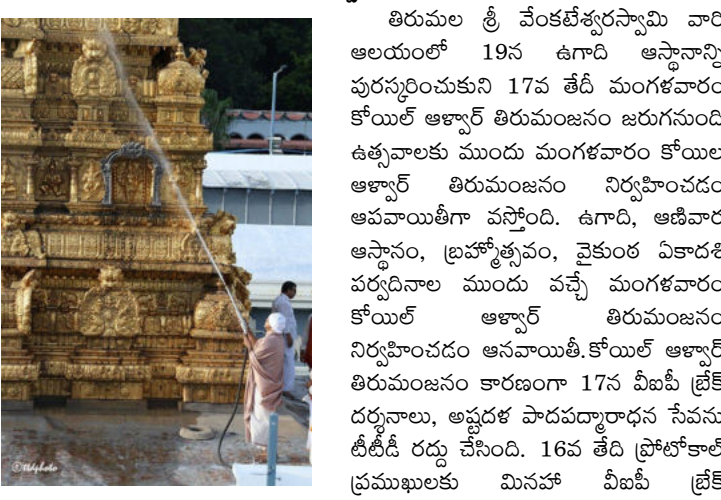 తిరుమల శ్రీ వేంకటేశ్వరస్వామి వారి
ఆలయంలో 19న ఉగాది ఆస్థానాన్ని
పురస్కరించుకుని 17వ తేదీ మంగళవారం
కోయిల్ ఆళ్వార్ తిరుమంజనం జరుగనుంది
ఉత్సవాలకు ముందు మంగళవారం కోయిల
ఆళ్వార్ తిరుమంజనం నిర్వహించడం
ఆపవాయితీగా వస్తోంది. ఉగాది, ఆణివార
ఆస్థానం, బ్రహ్మోత్సవం, వైకుంఠ ఏకాదశి
పర్వదినాల ముందు వచ్చే మంగళవారం
కోయిల్ ఆళ్వార్ తిరుమంజనం
నిర్వహించడం ఆనవాయితీ.కోయిల్ ఆళ్వార్
తిరుమంజనం కారణంగా 17న వీఐపీ బ్రేక్
దర్శనాలు, అష్టదళ పాదపద్మారాధన సేవను
టీటీడీ రద్దు చేసింది. 16వ తేది ప్రోటోకాల్
ప్రముఖులకు మినహా వీఐపీ బ్రేక్
©ttdphoto